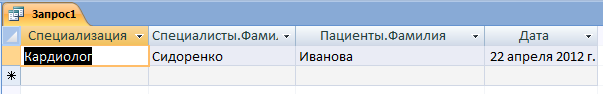 Запрос1
Специализация Специалисты.Фами. Пациенты.Фамилия Дата
Кардиолог Сидоренко Иванова 22 апреля 2012 г.